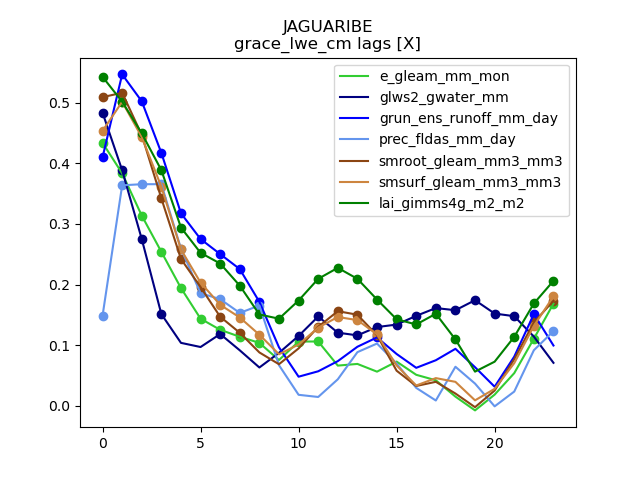 JAGUARIBE
grace_lwe_cm lags [X]
e_gleam_mm_mon
glws2_gwater_mm
grun_ens_runoff_mm_day
prec_fldas_mm_day
smroot_gleam_mm3_mm3
smsurf_gleam_mm3_mm3
lai_gimms4g_m2_m2
0.5
0.4
0.3
0.2
0.1
0.0
0 5 10 15 20